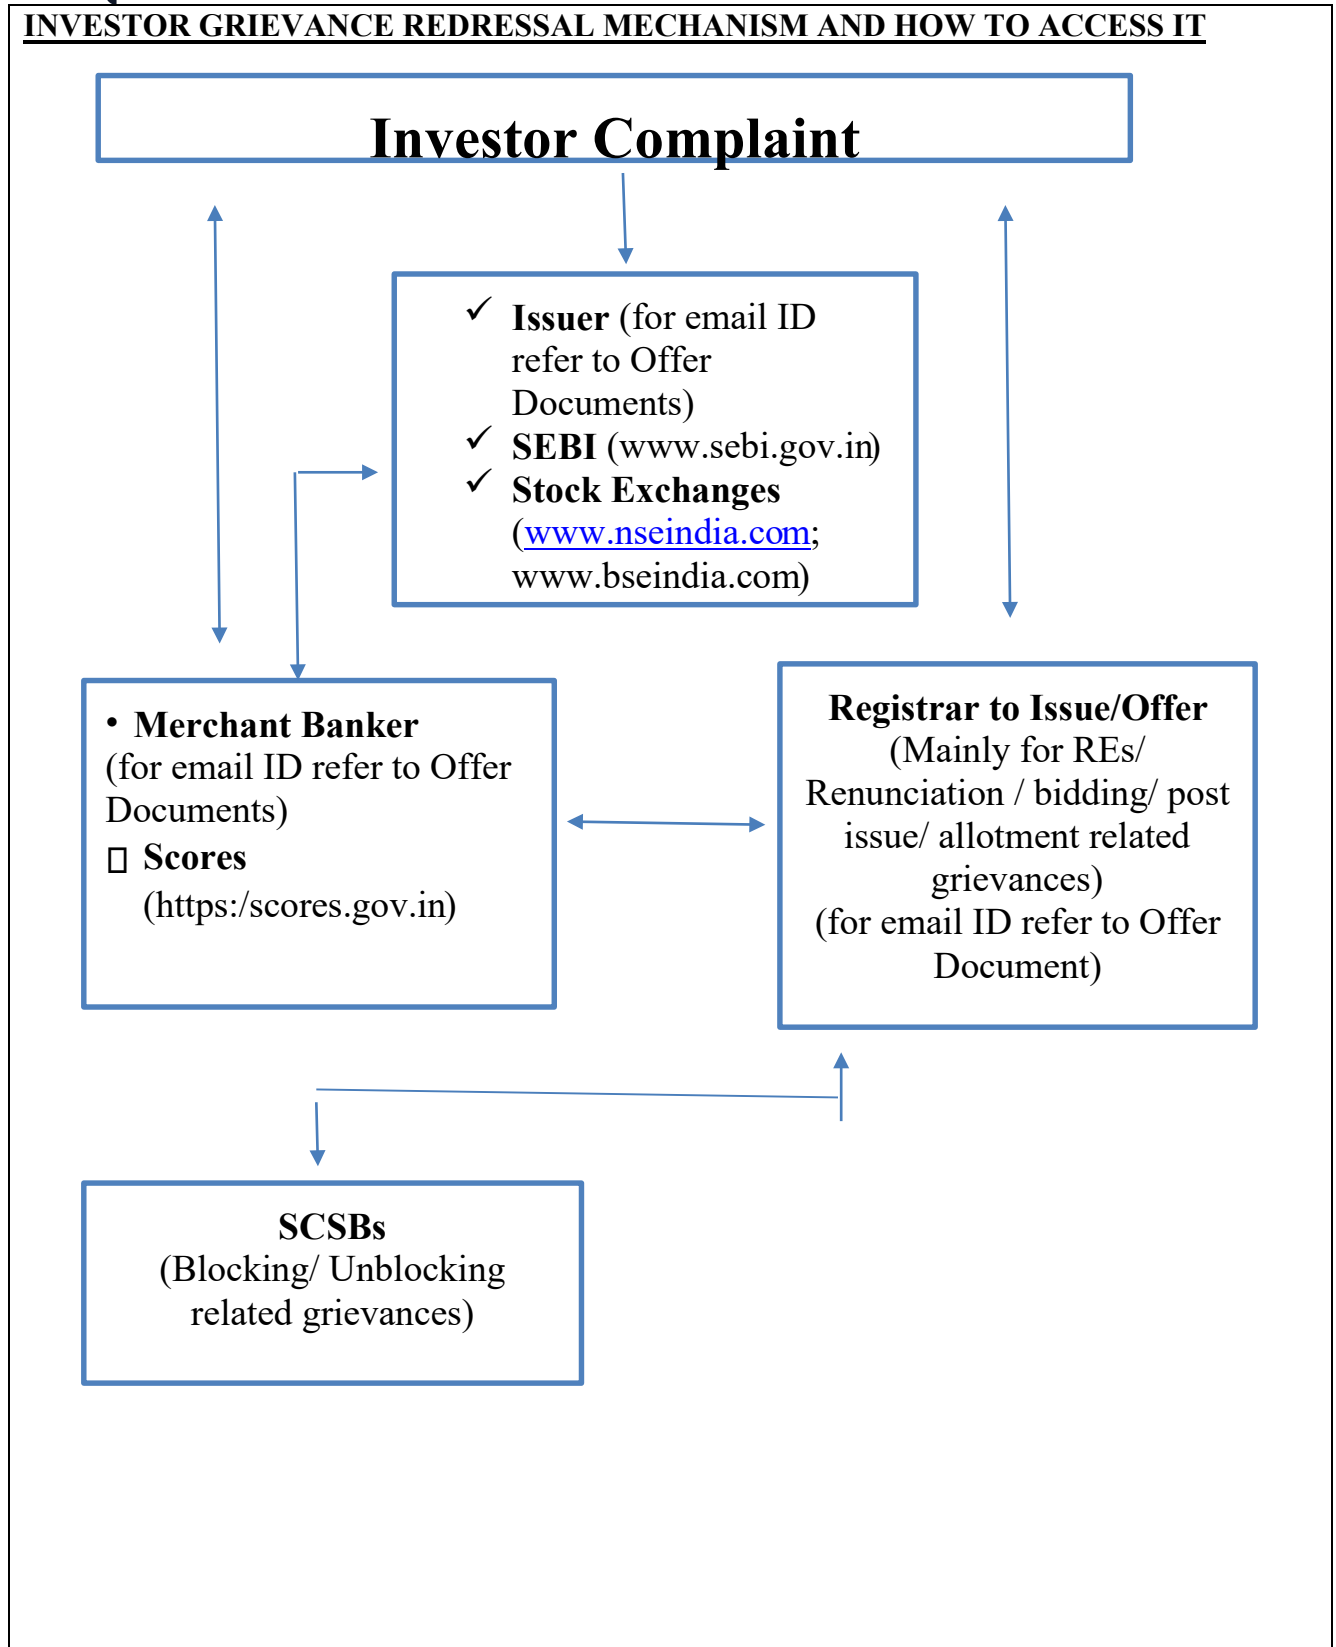 INVESTOR GRIEVANCE REDRESSAL MECHANISM AND HOW TO ACCESS IT
Investor Complaint
✓ Issuer (for email ID
refer to Offer
Documents)
✓ SEBI (www.sebi.gov.in)
✓ Stock Exchanges
(www.nseindia.com;
www.bseindia.com)
• Merchant Banker
(for email ID refer to Offer
Documents)
Scores
(https:/scores.gov.in)
Registrar to Issue/Offer
(Mainly for REs/
Renunciation / bidding/ post
issue/ allotment related
grievances)
(for email ID refer to Offer
Document)
SCSBs
(Blocking/ Unblocking
related grievances)